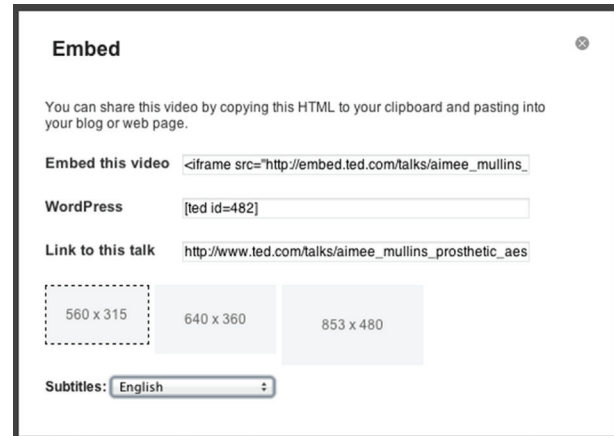 Embed
You can share this video by copying this HTML to your clipboard and pasting into
your blog or web page.
Embed this video <iframe src="http://embed.ted.com/talks/aimee_mullins_
WordPress [ted id=482]
Link to this talk http://www.ted.com/talks/aimee_mullins_prosthetic_aes
560 x 315 640 x 360 853 x 480
Subtitles: English